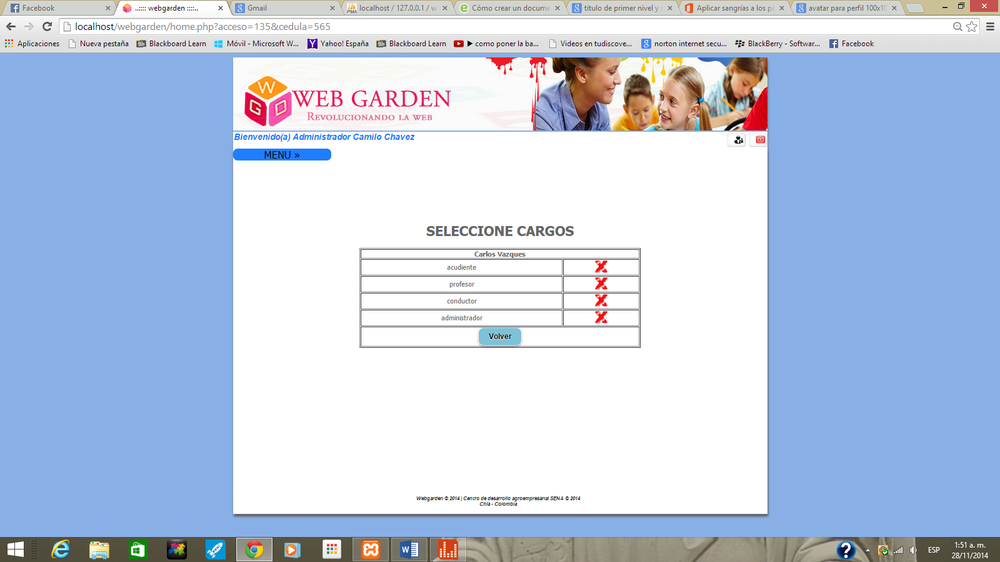 Facebook
..:::: webgarden ::::..
Gmail
localhost / 127.0.0.1 / w
Cómo crear un docume
titulo de primer nivel y s
Aplicar sangrías a los pá
avatar para perfil 100x10
localhost/webgarden/home.php?acceso=135&cedula=565
Aplicaciones
Nueva pestaña
Blackboard Learn
Móvil - Microsoft W...
Yahoo! España
Blackboard Learn
▶ como poner la ba...
Videos en tudiscove...
norton internet secu...
BlackBerry - Softwar...
Facebook
W G D
WEB GARDEN
REVOLUCIONANDO LA WEB
Bienvenido(a) Administrador Camilo Chavez
MENU »
SELECCIONE CARGOS
Carlos Vazques
acudiente
profesor
conductor
administrador
Volver
Webgarden © 2014 | Centro de desarrollo agroempresarial SENA © 2014
Chía - Colombia
ESP
1:51 a. m.
28/11/2014